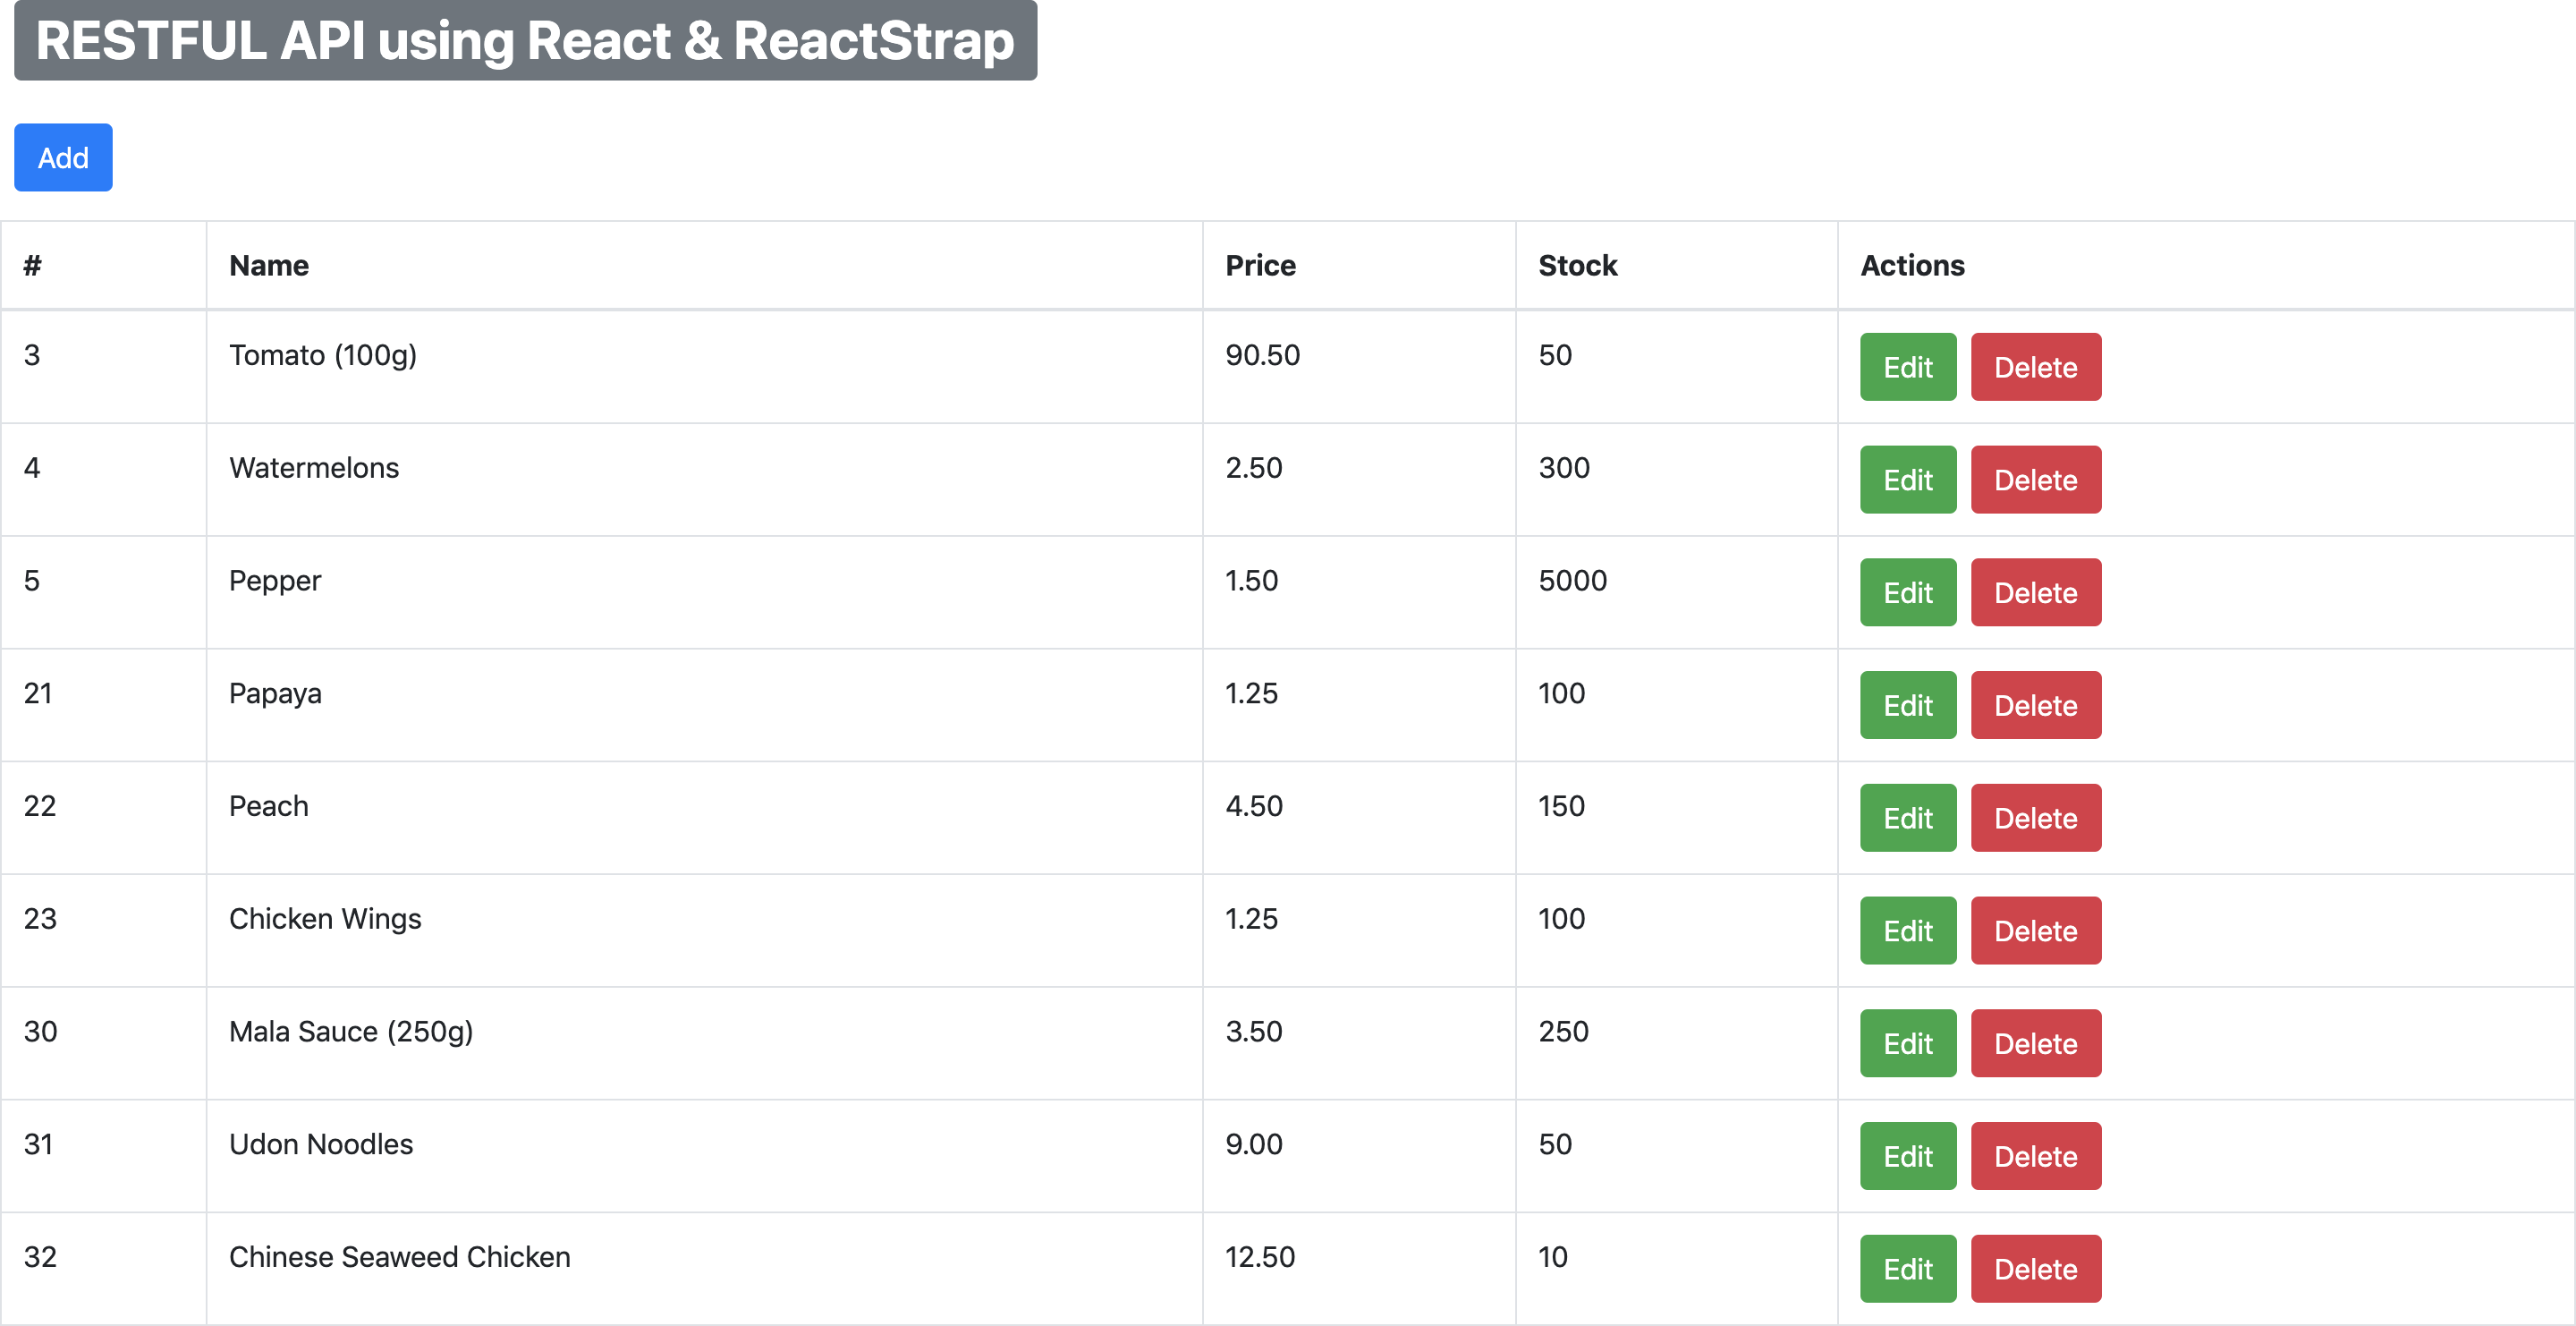 RESTFUL API using React & ReactStrap
Add
# Name Price Stock Actions
3 Tomato (100g) 90.50 50 Edit Delete
4 Watermelons 2.50 300 Edit Delete
5 Pepper 1.50 5000 Edit Delete
21 Papaya 1.25 100 Edit Delete
22 Peach 4.50 150 Edit Delete
23 Chicken Wings 1.25 100 Edit Delete
30 Mala Sauce (250g) 3.50 250 Edit Delete
31 Udon Noodles 9.00 50 Edit Delete
32 Chinese Seaweed Chicken 12.50 10 Edit Delete